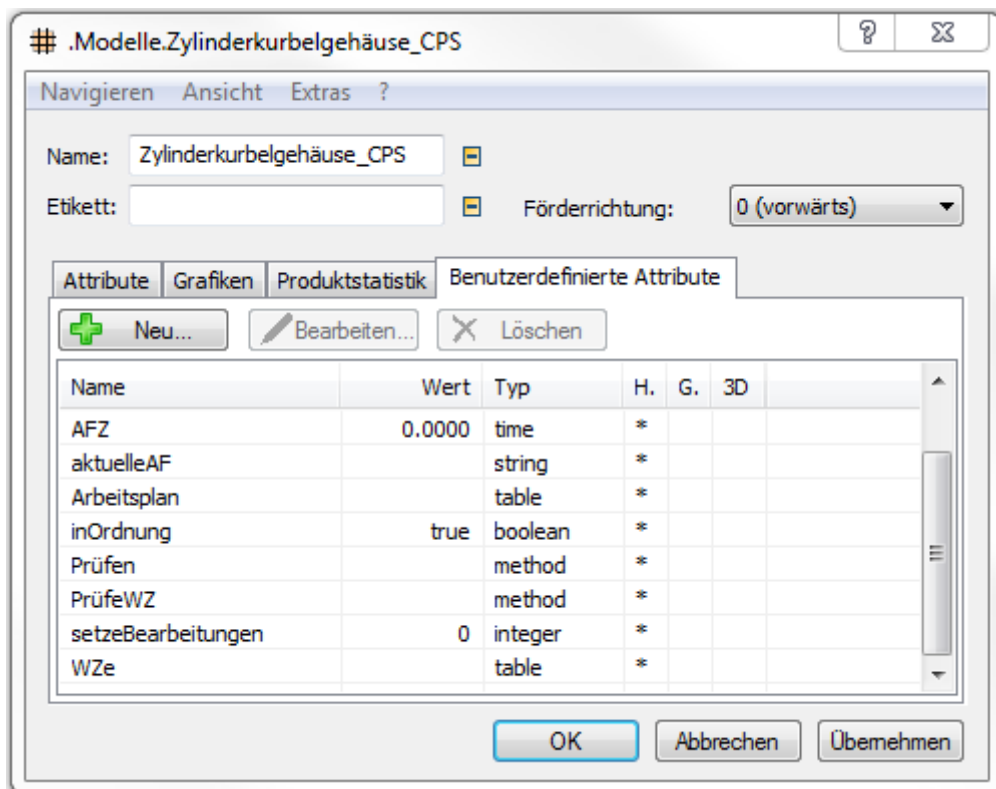 .Modelle.Zylinderkurbelgehäuse_CPS
Navigieren Ansicht Extras ?
Name: Zylinderkurbelgehäuse_CPS
Etikett: Förderrichtung: 0 (vorwärts)
Attribute Grafiken Produktstatistik Benutzerdefinierte Attribute
Neu... Bearbeiten... Löschen
Name Wert Typ H. G. 3D
AFZ 0.0000 time *
aktuelleAF string *
Arbeitsplan table *
inOrdnung true boolean *
Prüfen method *
PrüfeWZ method *
setzeBearbeitungen 0 integer *
WZe table *
OK Abbrechen Übernehmen